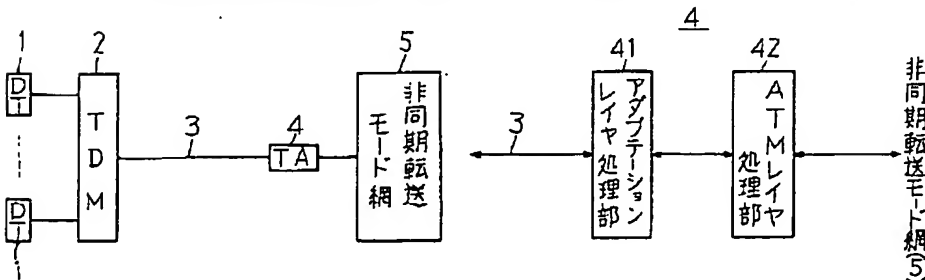 1
2
5
4
41
42
DT
TDM
3
4
TA
非同期転送
モード網
3
アダプテーション
レイヤ処理部
ATMレイヤ
処理部
非同期転送モード網(5)
D